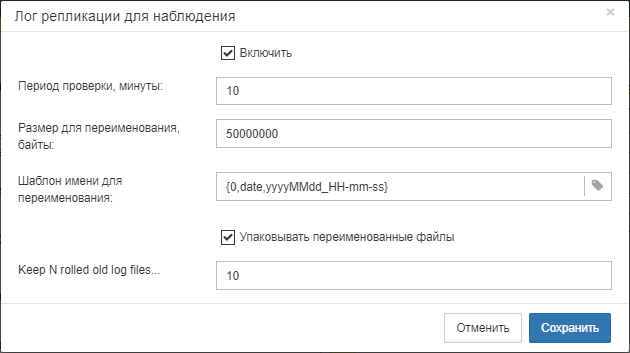 Лог репликации для наблюдения
×
Включить
Период проверки, минуты:
10
Размер для переименования,
байты:
50000000
Шаблон имени для
переименования:
{0,date,yyyyMMdd_HH-mm-ss}
Упаковывать переименованные файлы
Keep N rolled old log files...
10
Отменить
Сохранить